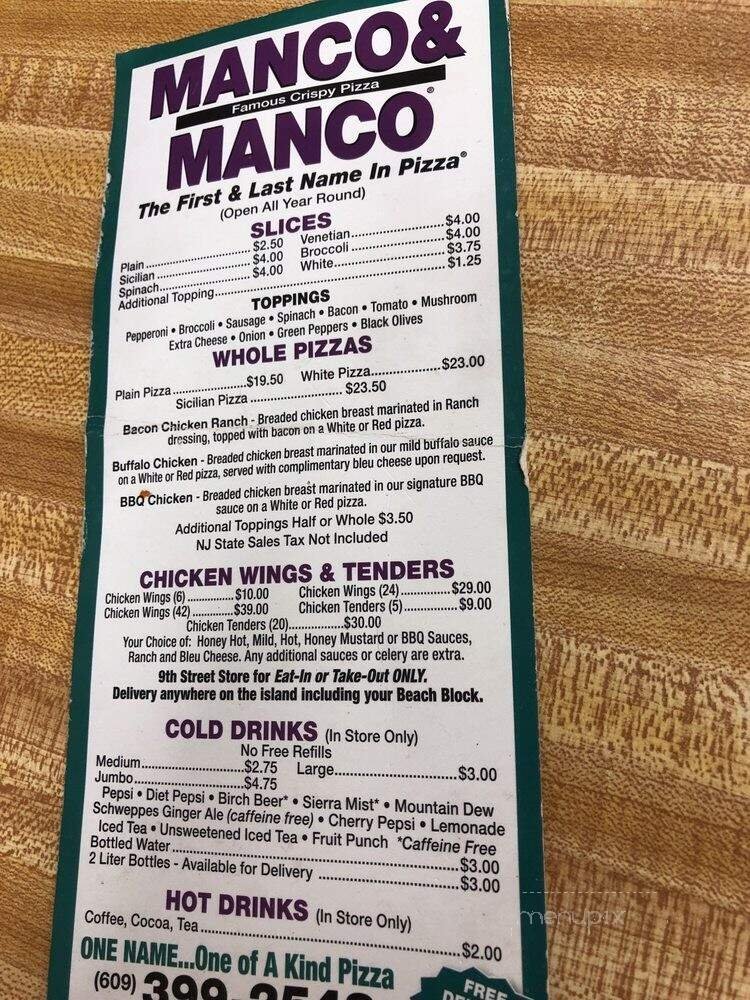 MANCO&
Famous Crispy Pizza
MANCO®
The First & Last Name In Pizza®
(Open All Year Round)
SLICES
Plain.......... $2.50 Venetian.......... $4.00
Sicilian.......... $4.00 Broccoli.......... $4.00
Spinach.......... $4.00 White.......... $3.75
Additional Topping.......... $1.25
TOPPINGS
Pepperoni • Broccoli • Sausage • Spinach • Bacon • Tomato • Mushroom
Extra Cheese • Onion • Green Peppers • Black Olives
WHOLE PIZZAS
Plain Pizza..........$19.50 White Pizza..........$23.00
Sicilian Pizza.......... $23.50
Bacon Chicken Ranch - Breaded chicken breast marinated in Ranch
dressing, topped with bacon on a White or Red pizza.
Buffalo Chicken - Breaded chicken breast marinated in our mild buffalo sauce
on a White or Red pizza, served with complimentary bleu cheese upon request.
BBQ Chicken - Breaded chicken breast marinated in our signature BBQ
sauce on a White or Red pizza.
Additional Toppings Half or Whole $3.50
NJ State Sales Tax Not Included
CHICKEN WINGS & TENDERS
Chicken Wings (6)..........$10.00 Chicken Wings (24)..........$29.00
Chicken Wings (42)..........$39.00 Chicken Tenders (5)..........$9.00
Chicken Tenders (20)..........$30.00
Your Choice of: Honey Hot, Mild, Hot, Honey Mustard or BBQ Sauces,
Ranch and Bleu Cheese. Any additional sauces or celery are extra.
9th Street Store for Eat-In or Take-Out ONLY.
Delivery anywhere on the island including your Beach Block.
COLD DRINKS (In Store Only)
No Free Refills
Medium..........$2.75 Large..........$3.00
Jumbo..........$4.75
Pepsi • Diet Pepsi • Birch Beer* • Sierra Mist* • Mountain Dew
Schweppes Ginger Ale (caffeine free) • Cherry Pepsi • Lemonade
Iced Tea • Unsweetened Iced Tea • Fruit Punch *Caffeine Free
Bottled Water..........$3.00
2 Liter Bottles - Available for Delivery ..........$3.00
HOT DRINKS (In Store Only)
Coffee, Cocoa, Tea..........$2.00
ONE NAME...One of A Kind Pizza
(609) 399-254
FREE
menupix